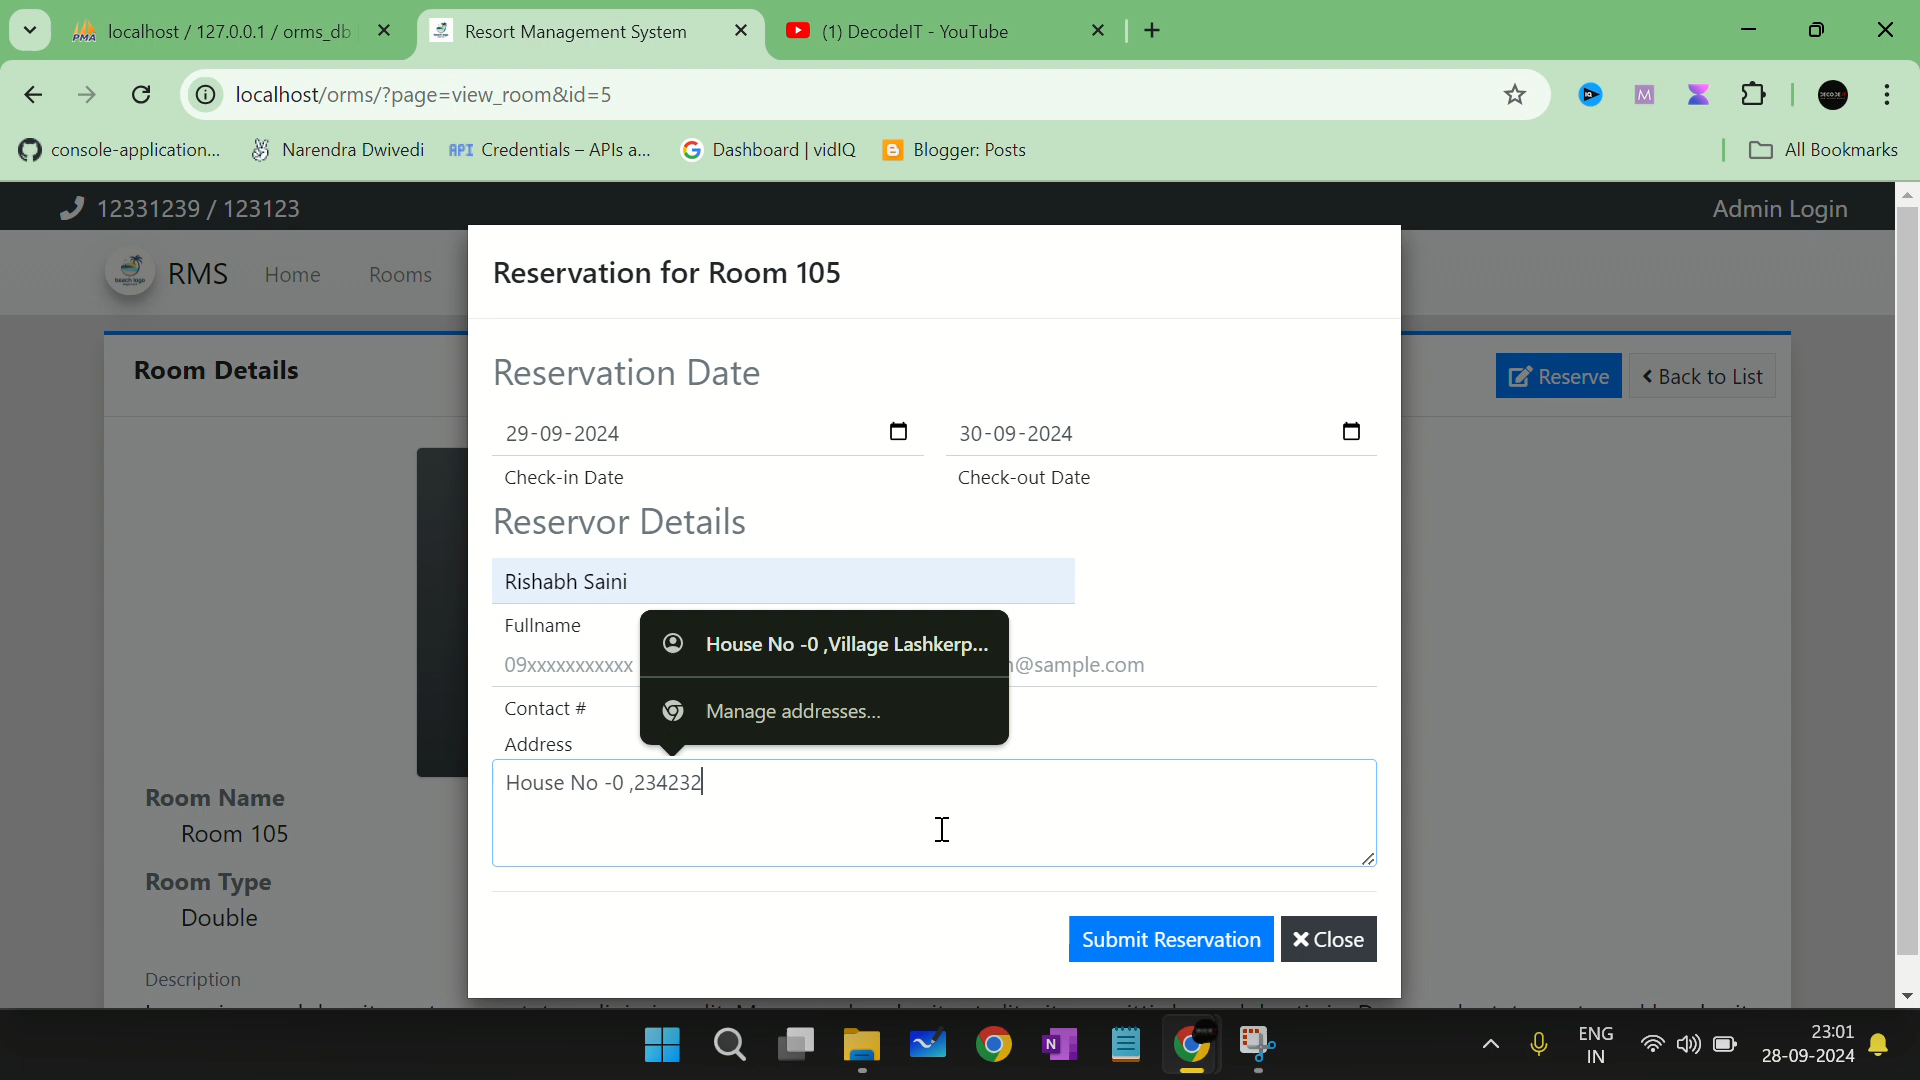 localhost / 127.0.0.1 / orms_db
Resort Management System
(1) DecodeIT - YouTube
localhost/orms/?page=view_room&id=5
console-application...
Narendra Dwivedi
API Credentials – APIs a...
Dashboard | vidIQ
Blogger: Posts
All Bookmarks
12331239 / 123123
Admin Login
RMS
Home
Rooms
Reservation for Room 105
Room Details
Reserve
Back to List
Reservation Date
29-09-2024
30-09-2024
Check-in Date
Check-out Date
Reservor Details
Rishabh Saini
Fullname
House No -0 ,Village Lashkerp...
09xxxxxxxxxxx
@sample.com
Contact #
Manage addresses...
Address
House No -0 ,234232
Room Name
Room 105
Room Type
Double
Submit Reservation
Close
Description
ENG
IN
23:01
28-09-2024